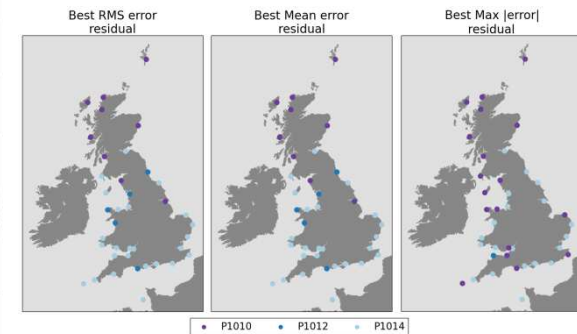 Best RMS error
residual
Best Mean error
residual
Best Max |error|
residual
P1010
P1012
P1014